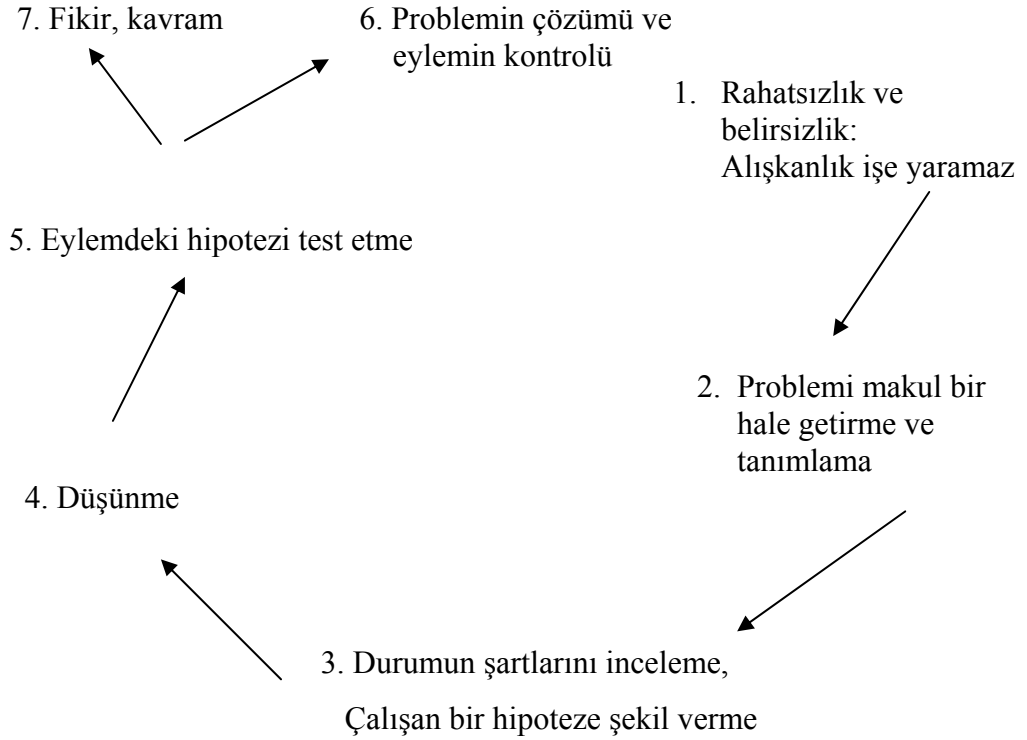 7. Fikir, kavram
6. Problemin çözümü ve
eylemin kontrolü
1. Rahatsızlık ve
belirsizlik:
Alışkanlık işe yaramaz
5. Eylemdeki hipotezi test etme
2. Problemi makul bir
hale getirme ve
tanımlama
4. Düşünme
3. Durumun şartlarını inceleme,
Çalışan bir hipoteze şekil verme